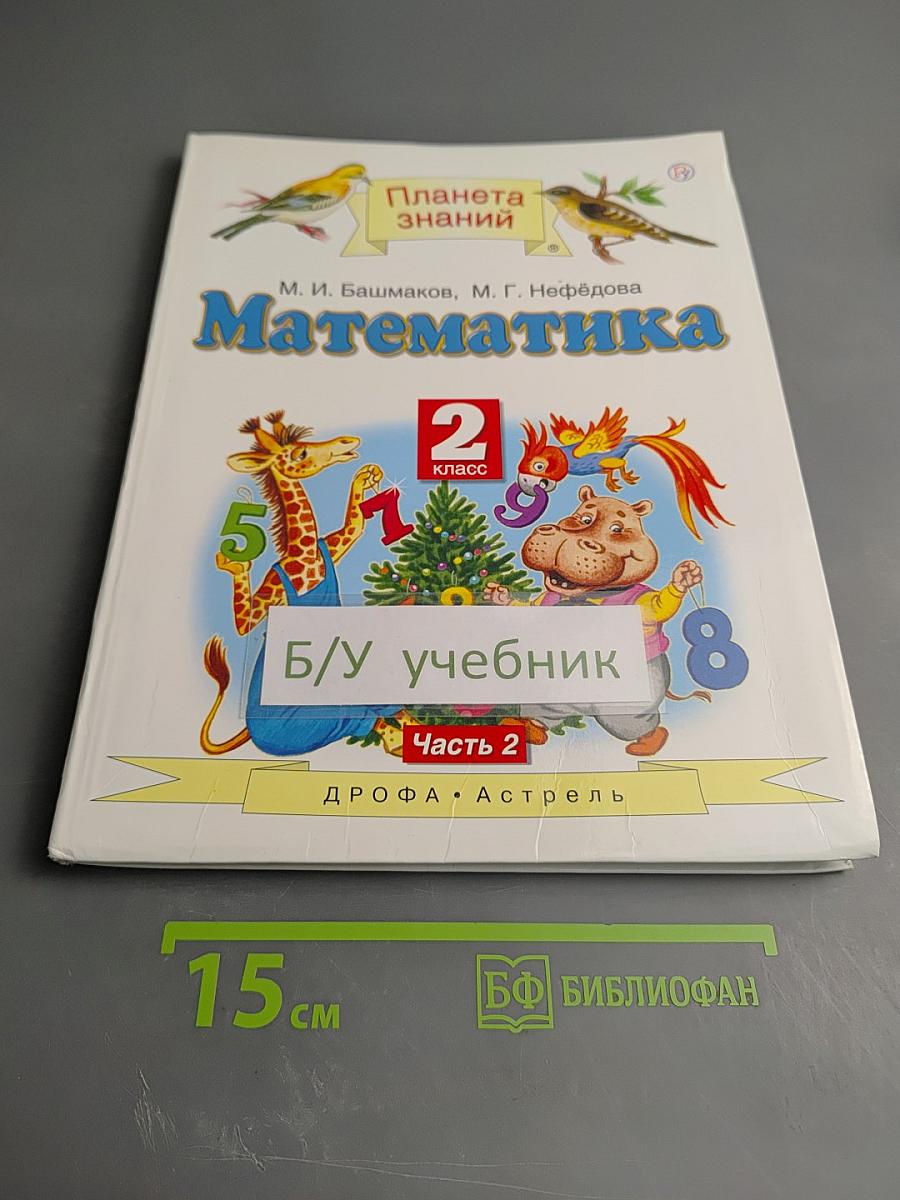 Планета
знаний
®
М. И. Башмаков, М. Г. Нефёдова
Математика
2
класс
5
7
9
8
8
Б/У учебник
Часть 2
ДРОФА • Астрель
15 см
БФ БИБЛИОФАН